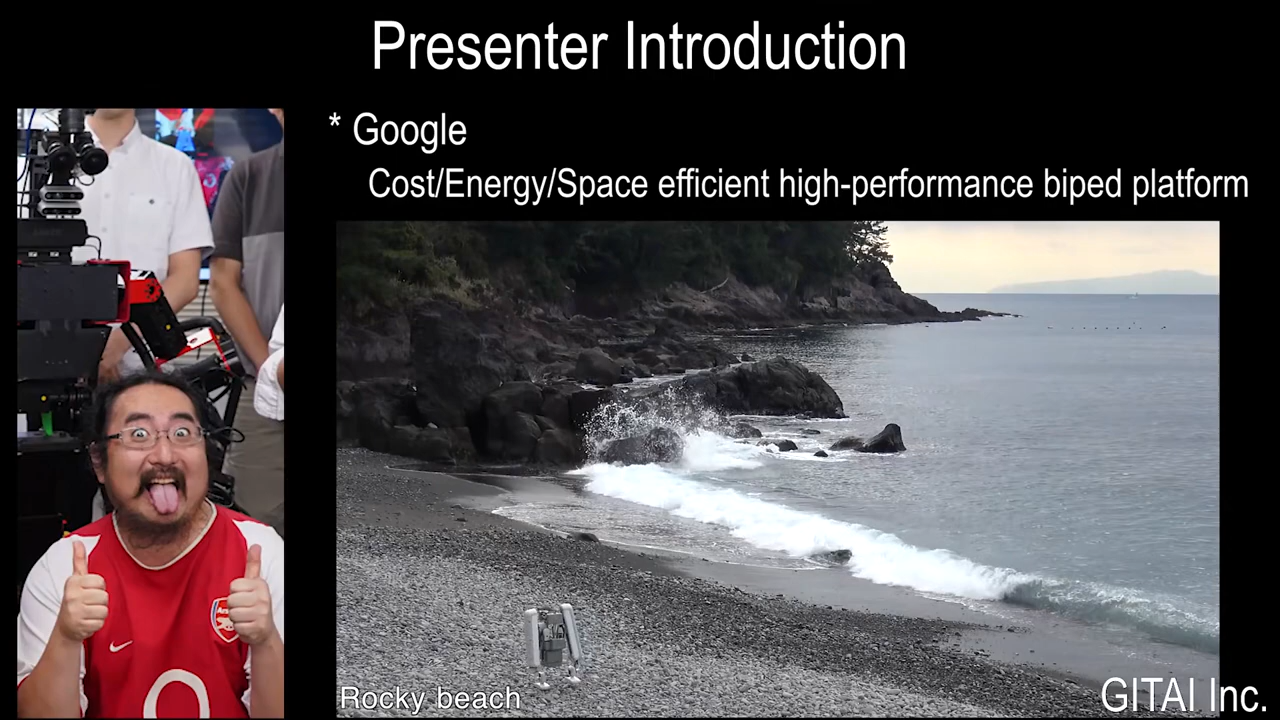 Presenter Introduction
* Google
Cost/Energy/Space efficient high-performance biped platform
Rocky beach
GITAI Inc.